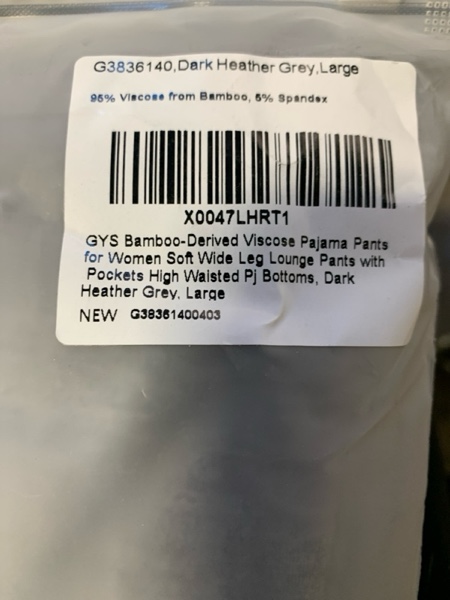 G3836140,Dark Heather Grey,Large
95% Viscose from Bamboo, 5% Spandex
X0047LHRT1
GYS Bamboo-Derived Viscose Pajama Pants
for Women Soft Wide Leg Lounge Pants with
Pockets High Waisted Pj Bottoms, Dark
Heather Grey, Large
NEW G38361400403